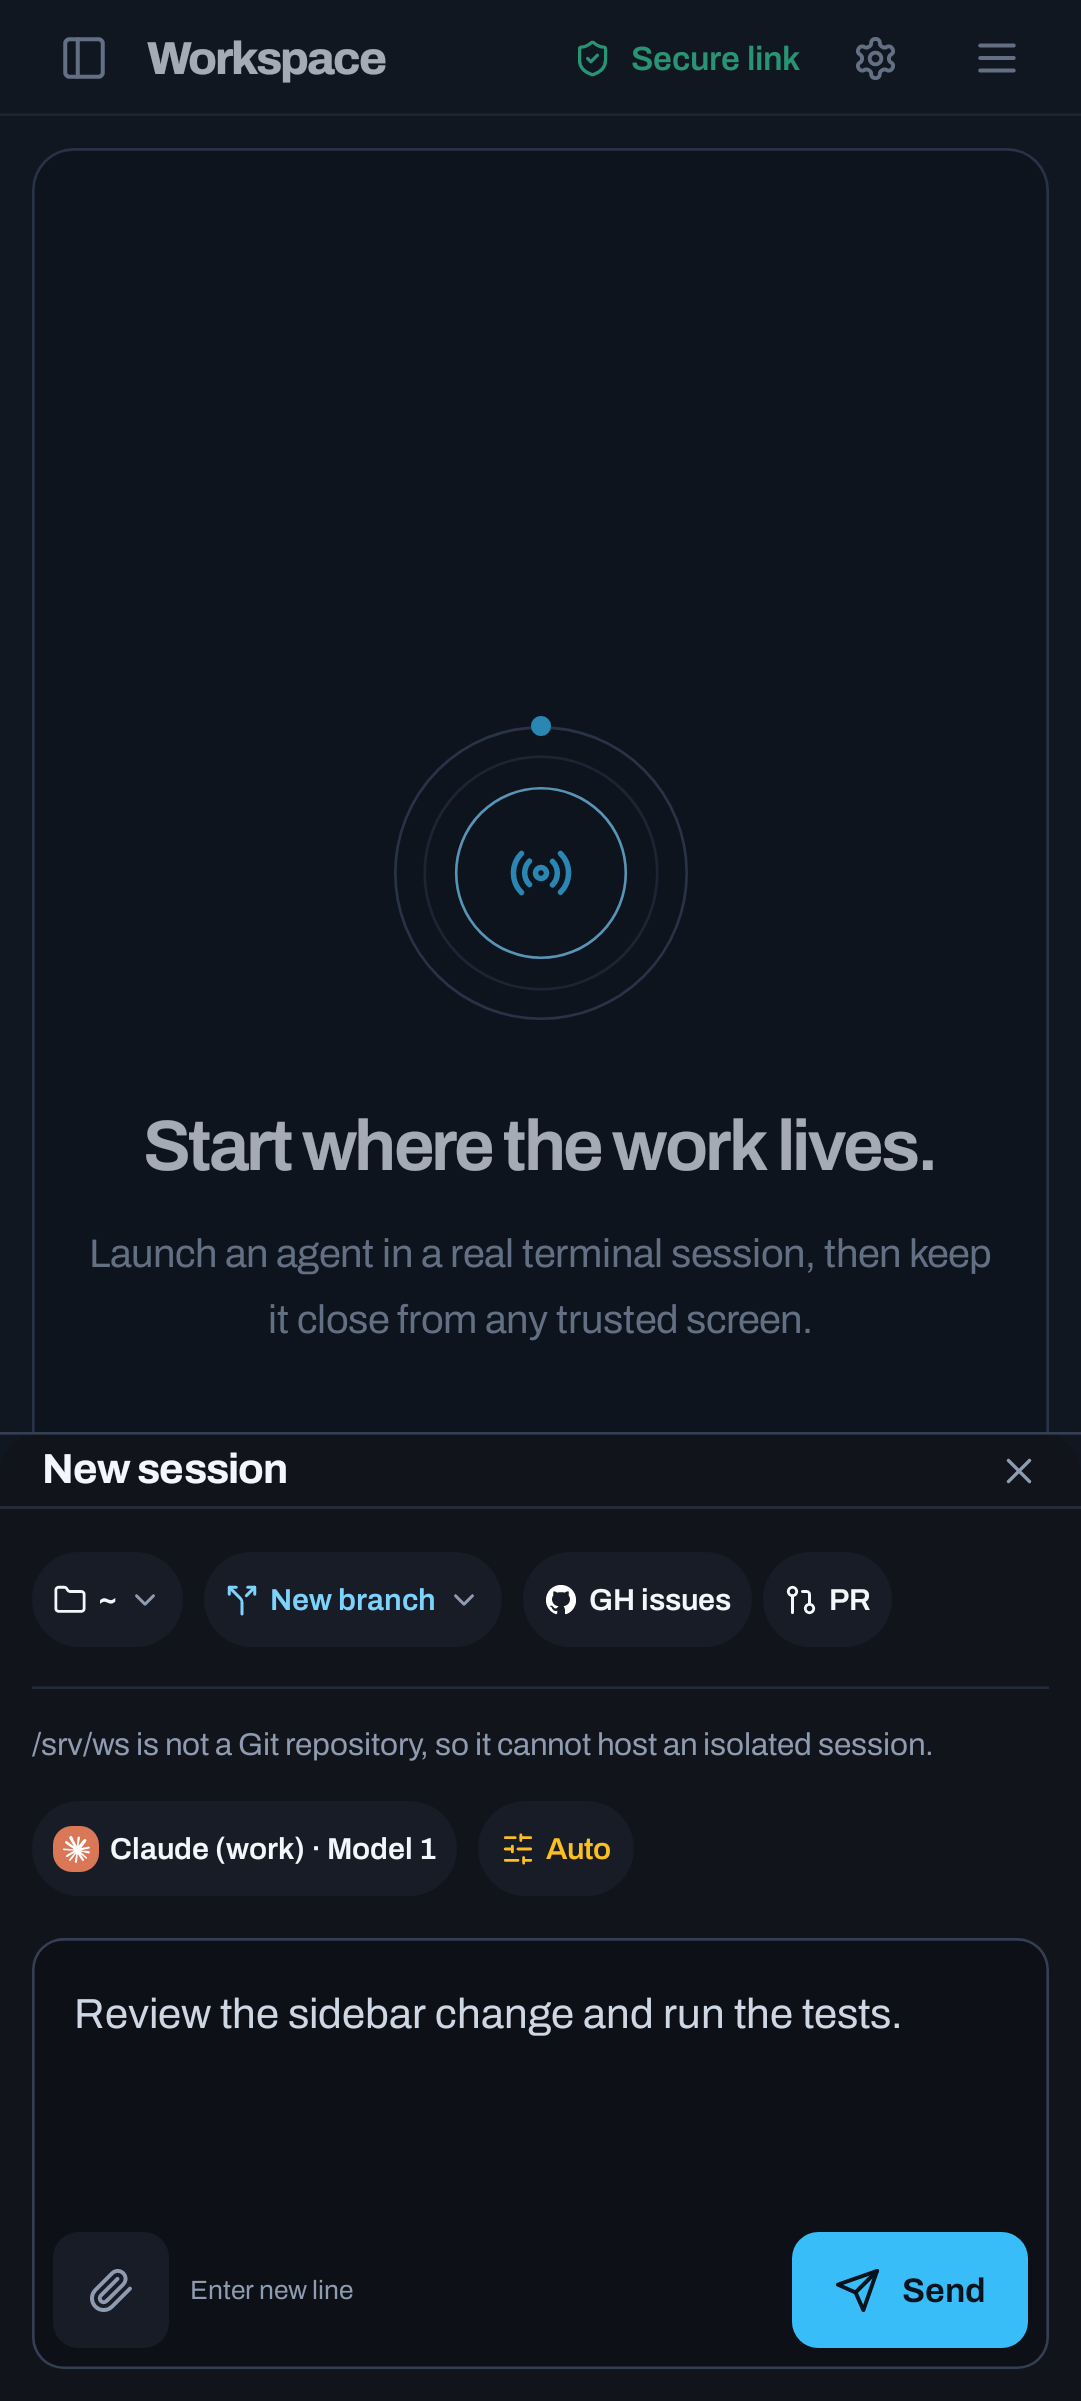 Workspace
Secure link
Start where the work lives.
Launch an agent in a real terminal session, then keep
it close from any trusted screen.
New session
~
New branch
GH issues
PR
/srv/ws is not a Git repository, so it cannot host an isolated session.
Claude (work) · Model 1
Auto
Review the sidebar change and run the tests.
Enter new line
Send